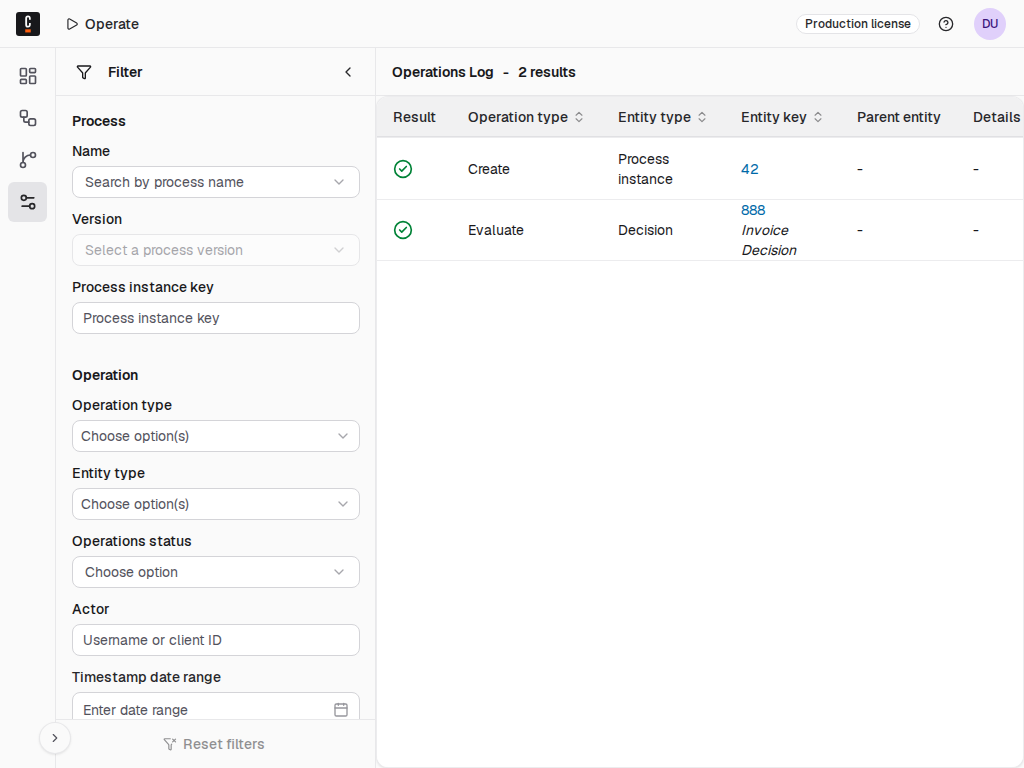 Operate
Production license
DU
Filter
Operations Log - 2 results
Process
Name
Search by process name
Version
Select a process version
Process instance key
Process instance key
Operation
Operation type
Choose option(s)
Entity type
Choose option(s)
Operations status
Choose option
Actor
Username or client ID
Timestamp date range
Enter date range
Reset filters
Result Operation type Entity type Entity key Parent entity Details
Create Process instance 42 - -
Evaluate Decision 888 Invoice Decision - -